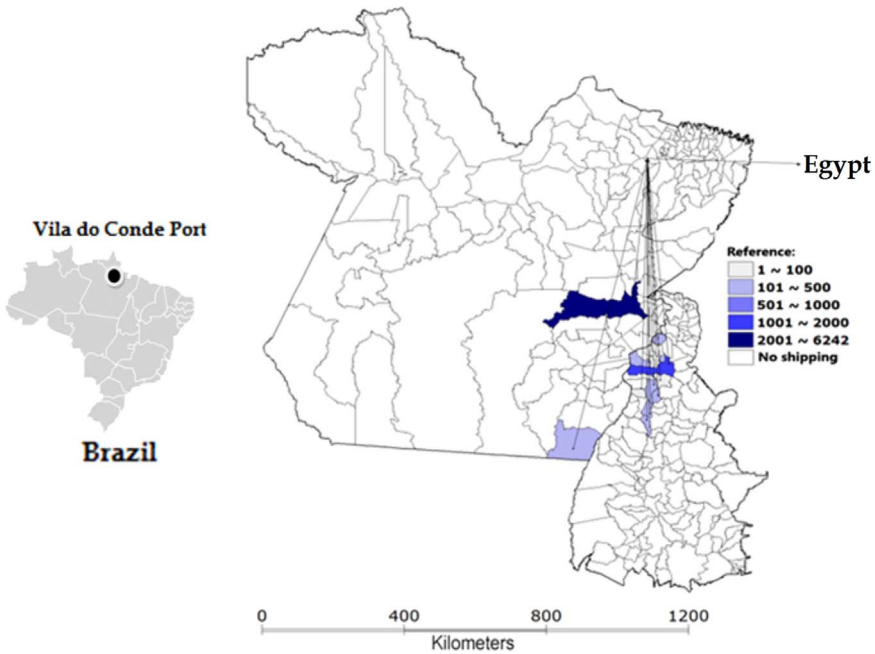 Egypt
Vila do Conde Port
Reference:
1 ~ 100
101 ~ 500
501 ~ 1000
1001 ~ 2000
2001 ~ 6242
No shipping
Brazil
0 400 800 1200
Kilometers